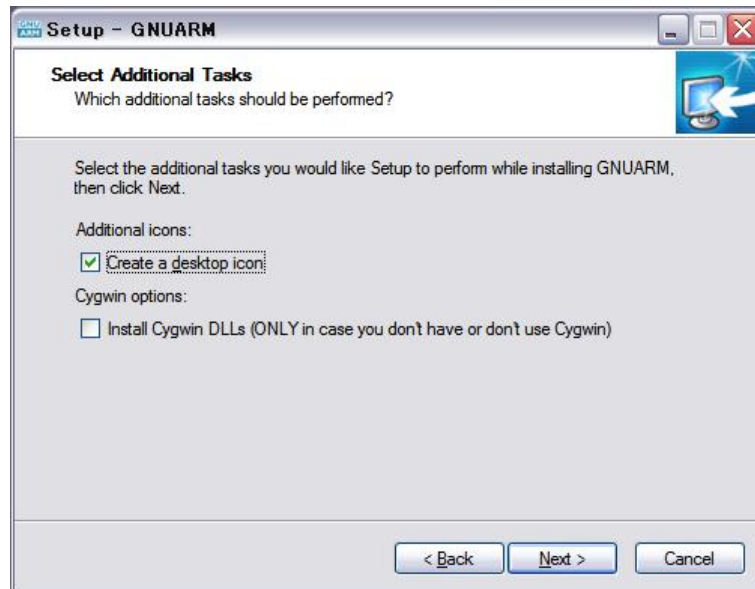 GNU
ARM
Setup - GNUARM
Select Additional Tasks
Which additional tasks should be performed?
Select the additional tasks you would like Setup to perform while installing GNUARM,
then click Next.
Additional icons:
Create a desktop icon
Cygwin options:
Install Cygwin DLLs (ONLY in case you don't have or don't use Cygwin)
< Back
Next >
Cancel